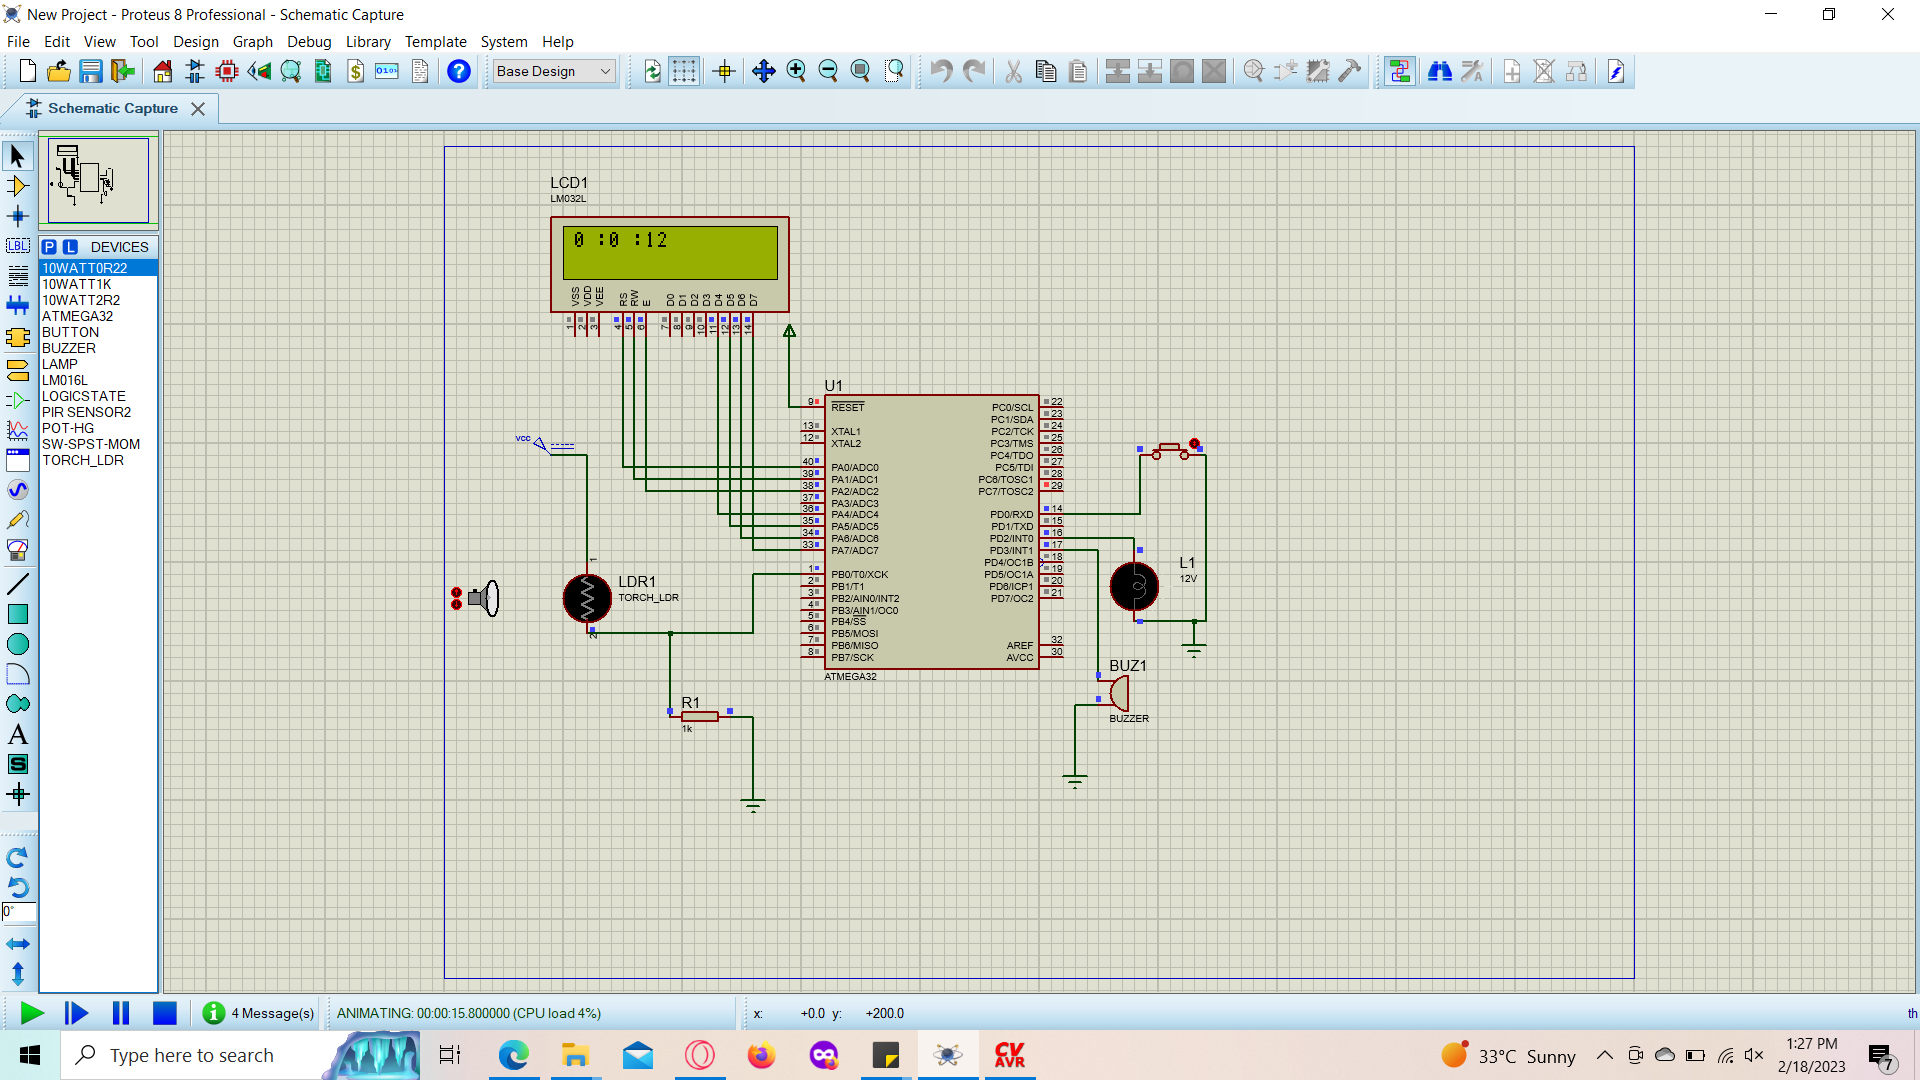 New Project - Proteus 8 Professional - Schematic Capture
File Edit View Tool Design Graph Debug Library Template System Help
Base Design
Schematic Capture
P L DEVICES
10WATT0R22
10WATT1K
10WATT2R2
ATMEGA32
BUTTON
BUZZER
LAMP
LM016L
LOGICSTATE
PIR SENSOR2
POT-HG
SW-SPST-MOM
TORCH_LDR
LBL
A
S
0°
LCD1
LM032L
0 :0 :12
VSS VDD VEE RS RW E D0 D1 D2 D3 D4 D5 D6 D7
1 2 3 4 5 6 7 8 9 10 11 12 13 14
U1
9 RESET
13 XTAL1
12 XTAL2
40 PA0/ADC0
39 PA1/ADC1
38 PA2/ADC2
37 PA3/ADC3
36 PA4/ADC4
35 PA5/ADC5
34 PA6/ADC6
33 PA7/ADC7
1 PB0/T0/XCK
2 PB1/T1
3 PB2/AIN0/INT2
4 PB3/AIN1/OC0
5 PB4/SS
6 PB5/MOSI
7 PB6/MISO
8 PB7/SCK
PC0/SCL 22
PC1/SDA 23
PC2/TCK 24
PC3/TMS 25
PC4/TDO 26
PC5/TDI 27
PC6/TOSC1 28
PC7/TOSC2 29
PD0/RXD 14
PD1/TXD 15
PD2/INT0 16
PD3/INT1 17
PD4/OC1B 18
PD5/OC1A 19
PD6/ICP1 20
PD7/OC2 21
AREF 32
AVCC 30
ATMEGA32
VCC
1
LDR1
TORCH_LDR
2
R1
1k
L1
12V
BUZ1
BUZZER
4 Message(s)
ANIMATING: 00:00:15.800000 (CPU load 4%)
x: +0.0 y: +200.0
th
Type here to search
CV
AVR
33°C Sunny
1:27 PM
2/18/2023
7